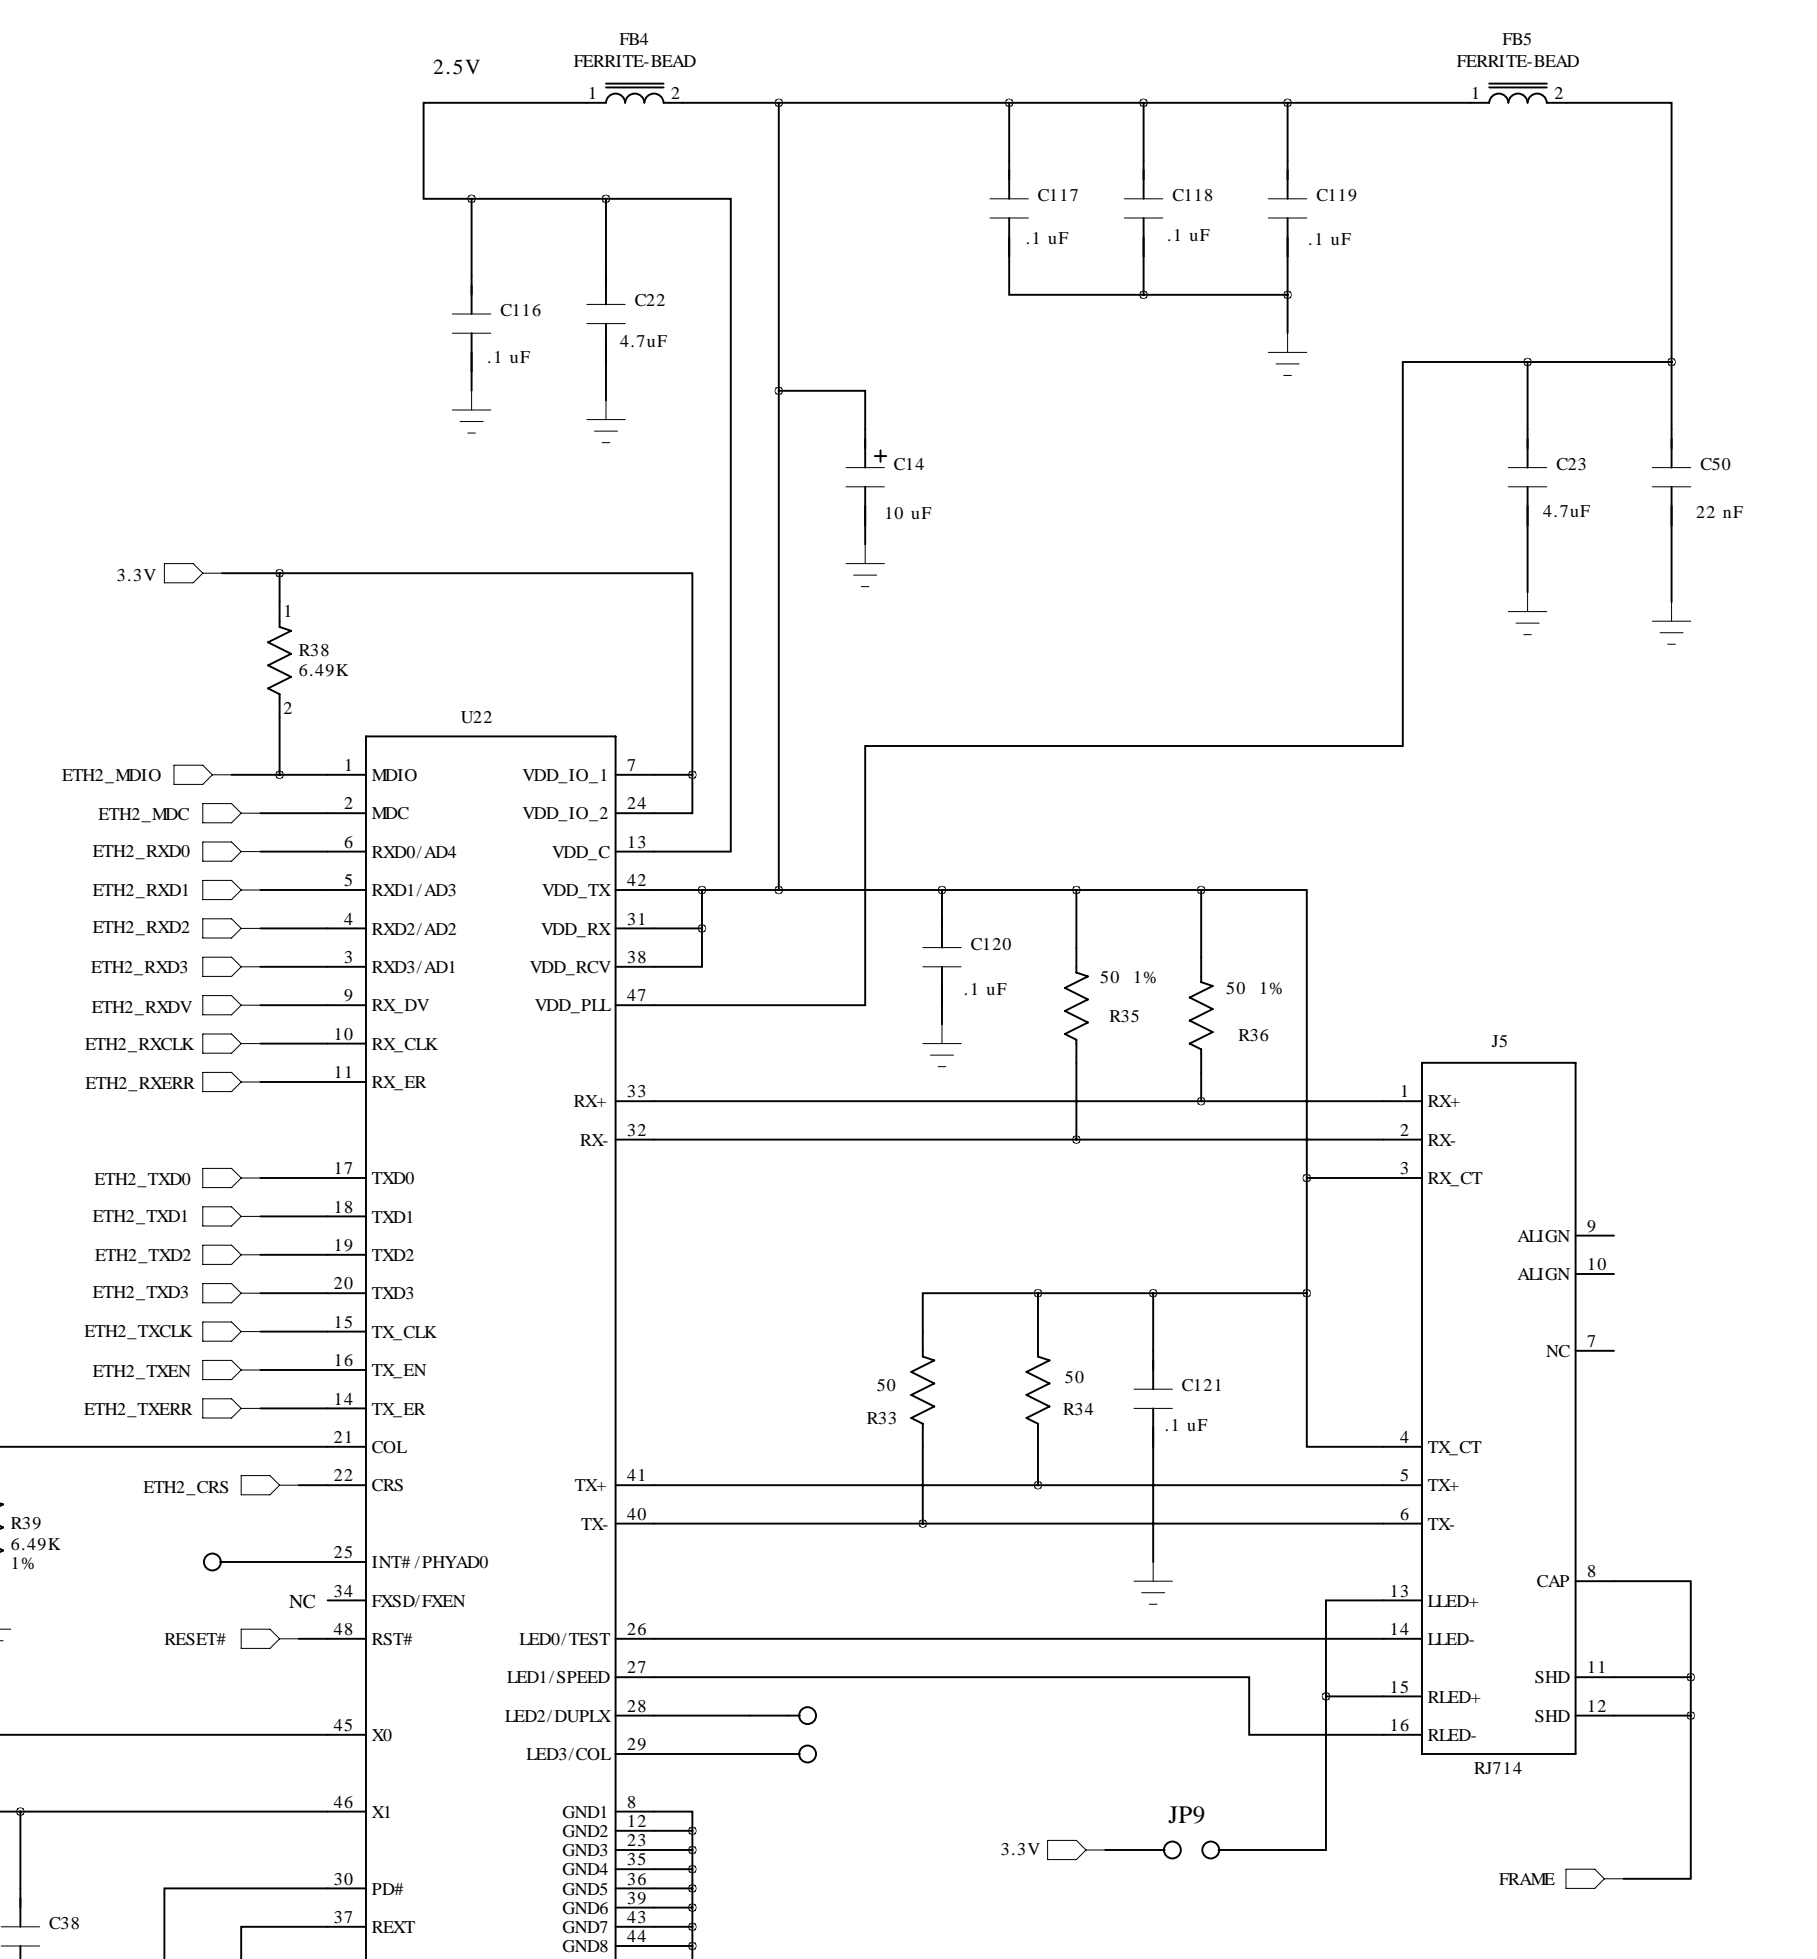 FB4
FERRITE-BEAD
2.5V
1 2
FB5
FERRITE-BEAD
1 2
C117
.1 uF
C118
.1 uF
C119
.1 uF
C116
.1 uF
C22
4.7uF
+ C14
10 uF
C23
4.7uF
C50
22 nF
3.3V
1
R38
6.49K
2
U22
ETH2_MDIO 1 MDIO
ETH2_MDC 2 MDC
ETH2_RXD0 6 RXD0/AD4
ETH2_RXD1 5 RXD1/AD3
ETH2_RXD2 4 RXD2/AD2
ETH2_RXD3 3 RXD3/AD1
ETH2_RXDV 9 RX_DV
ETH2_RXCLK 10 RX_CLK
ETH2_RXERR 11 RX_ER
ETH2_TXD0 17 TXD0
ETH2_TXD1 18 TXD1
ETH2_TXD2 19 TXD2
ETH2_TXD3 20 TXD3
ETH2_TXCLK 15 TX_CLK
ETH2_TXEN 16 TX_EN
ETH2_TXERR 14 TX_ER
21 COL
ETH2_CRS 22 CRS
R39
6.49K
1%
25 INT#/PHYAD0
NC 34 FXSD/FXEN
RESET# 48 RST#
45 X0
46 X1
30 PD#
37 REXT
C38
VDD_IO_1 7
VDD_IO_2 24
VDD_C 13
VDD_TX 42
VDD_RX 31
VDD_RCV 38
VDD_PLL 47
RX+ 33
RX- 32
TX+ 41
TX- 40
LED0/TEST 26
LED1/SPEED 27
LED2/DUPLX 28
LED3/COL 29
GND1 8
GND2 12
GND3 23
GND4 35
GND5 36
GND6 39
GND7 43
GND8 44
C120
.1 uF
50 1%
R35
50 1%
R36
50
R33
50
R34
C121
.1 uF
J5
1 RX+
2 RX-
3 RX_CT
4 TX_CT
5 TX+
6 TX-
13 LLED+
14 LLED-
15 RLED+
16 RLED-
ALIGN 9
ALIGN 10
NC 7
CAP 8
SHD 11
SHD 12
RJ714
JP9
3.3V
FRAME